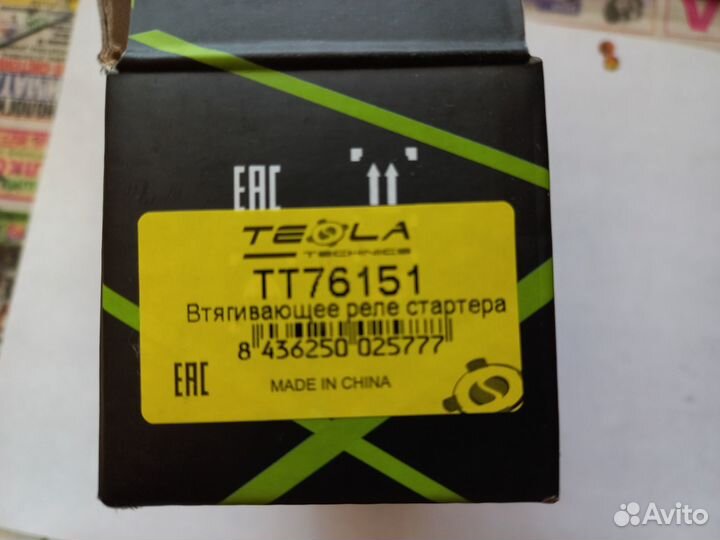 EAC
TESLA
TECHNICS
TT76151
Втягивающее реле стартера
8 436250 025777
EAC
MADE IN CHINA
Avito